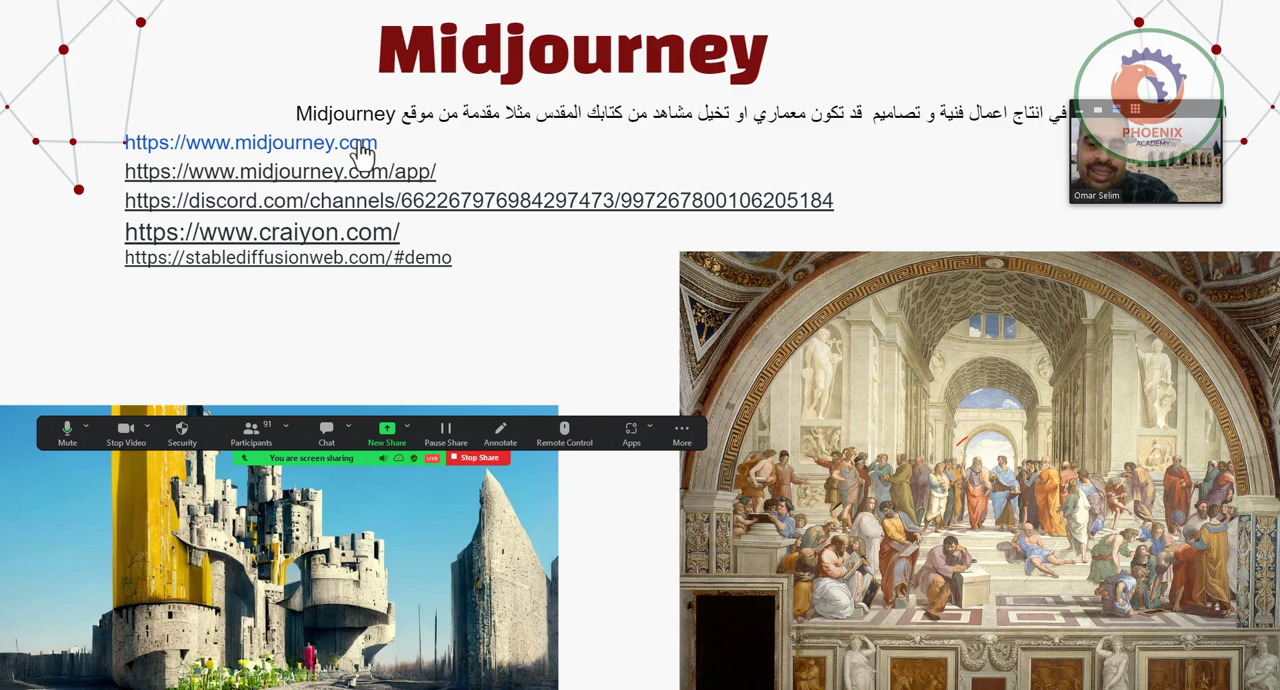 Midjourney
في انتاج اعمال فنية و تصاميم قد تكون معماري او تخيل مشاهد من كتابك المقدس مثلا مقدمة من موقع Midjourney
https://www.midjourney.com
https://www.midjourney.com/app/
https://discord.com/channels/662267976984297473/997267800106205184
https://www.craiyon.com/
https://stablediffusionweb.com/#demo
PHOENIX
ACADEMY
Omar Selim
91
Mute Stop Video Security Participants Chat New Share Pause Share Annotate Remote Control Apps More
You are screen sharing LIVE Stop Share